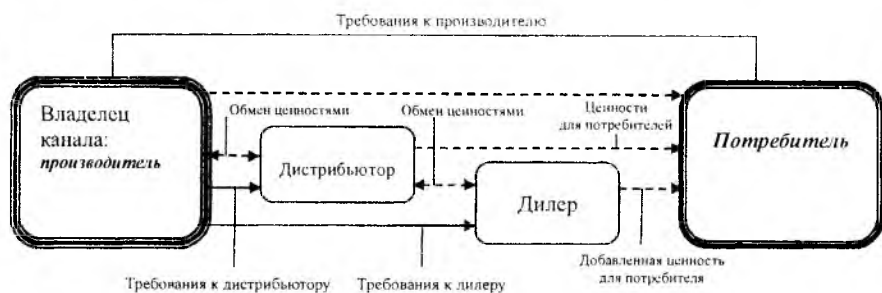 Требования к производителю
Владелец
канала:
производитель
Обмен ценностями
Обмен ценностями
Ценности
для потребителей
Потребитель
Дистрибьютор
Дилер
Требования к дистрибьютору
Требования к дилеру
Добавленная ценность
для потребителя